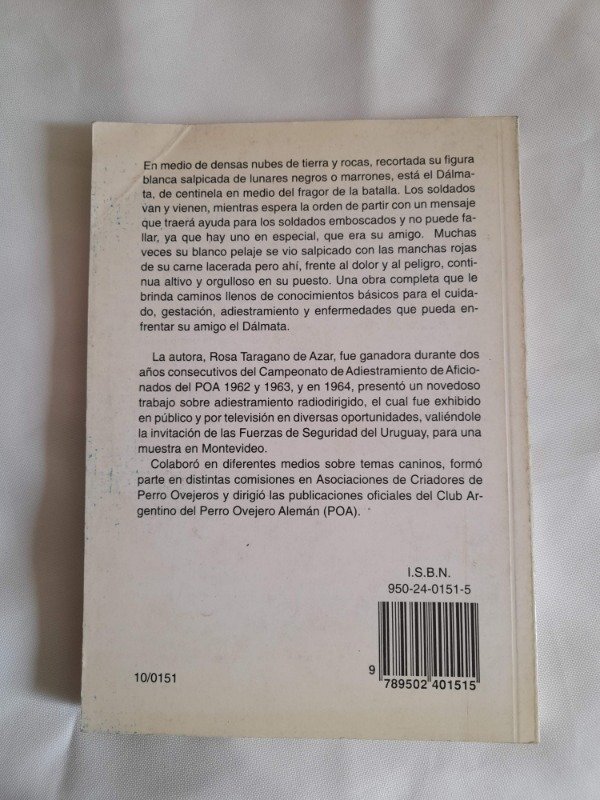 En medio de densas nubes de tierra y rocas, recortada su figura
blanca salpicada de lunares negros o marrones, está el Dálma-
ta, de centinela en medio del fragor de la batalla. Los soldados
van y vienen, mientras espera la orden de partir con un mensaje
que traerá ayuda para los soldados emboscados y no puede fa-
llar, ya que hay uno en especial, que era su amigo. Muchas
veces su blanco pelaje se vio salpicado con las manchas rojas
de su carne lacerada pero ahí, frente al dolor y al peligro, conti-
nua altivo y orgulloso en su puesto. Una obra completa que le
brinda caminos llenos de conocimientos básicos para el cuida-
do, gestación, adiestramiento y enfermedades que pueda en-
frentar su amigo el Dálmata.
La autora, Rosa Taragano de Azar, fue ganadora durante dos
años consecutivos del Campeonato de Adiestramiento de Aficio-
nados del POA 1962 y 1963, y en 1964, presentó un novedoso
trabajo sobre adiestramiento radiodirigido, el cual fue exhibido
en público y por televisión en diversas oportunidades, valiéndole
la invitación de las Fuerzas de Seguridad del Uruguay, para una
muestra en Montevideo.
Colaboró en diferentes medios sobre temas caninos, formó
parte en distintas comisiones en Asociaciones de Criadores de
Perro Ovejeros y dirigió las publicaciones oficiales del Club Ar-
gentino del Perro Ovejero Alemán (POA).
I.S.B.N.
950-24-0151-5
9 789502 401515
10/0151